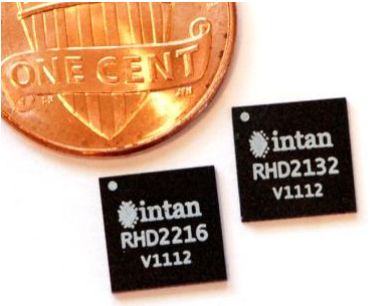 ONE CENT
intan
RHD2132
V1112
intan
RHD2216
V1112